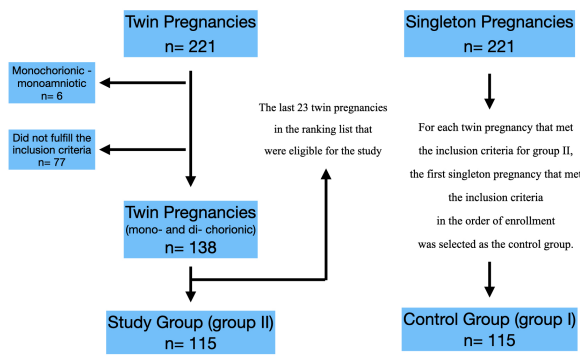 Twin Pregnancies
n= 221
Monochorionic -
monoamniotic
n= 6
Did not fulfill the
inclusion criteria
n= 77
Twin Pregnancies
(mono- and di- chorionic)
n= 138
Study Group (group II)
n= 115
The last 23 twin pregnancies
in the ranking list that
were eligible for the study
Singleton Pregnancies
n= 221
For each twin pregnancy that met
the inclusion criteria for group II,
the first singleton pregnancy that met
the inclusion criteria
in the order of enrollment
was selected as the control group.
Control Group (group I)
n= 115